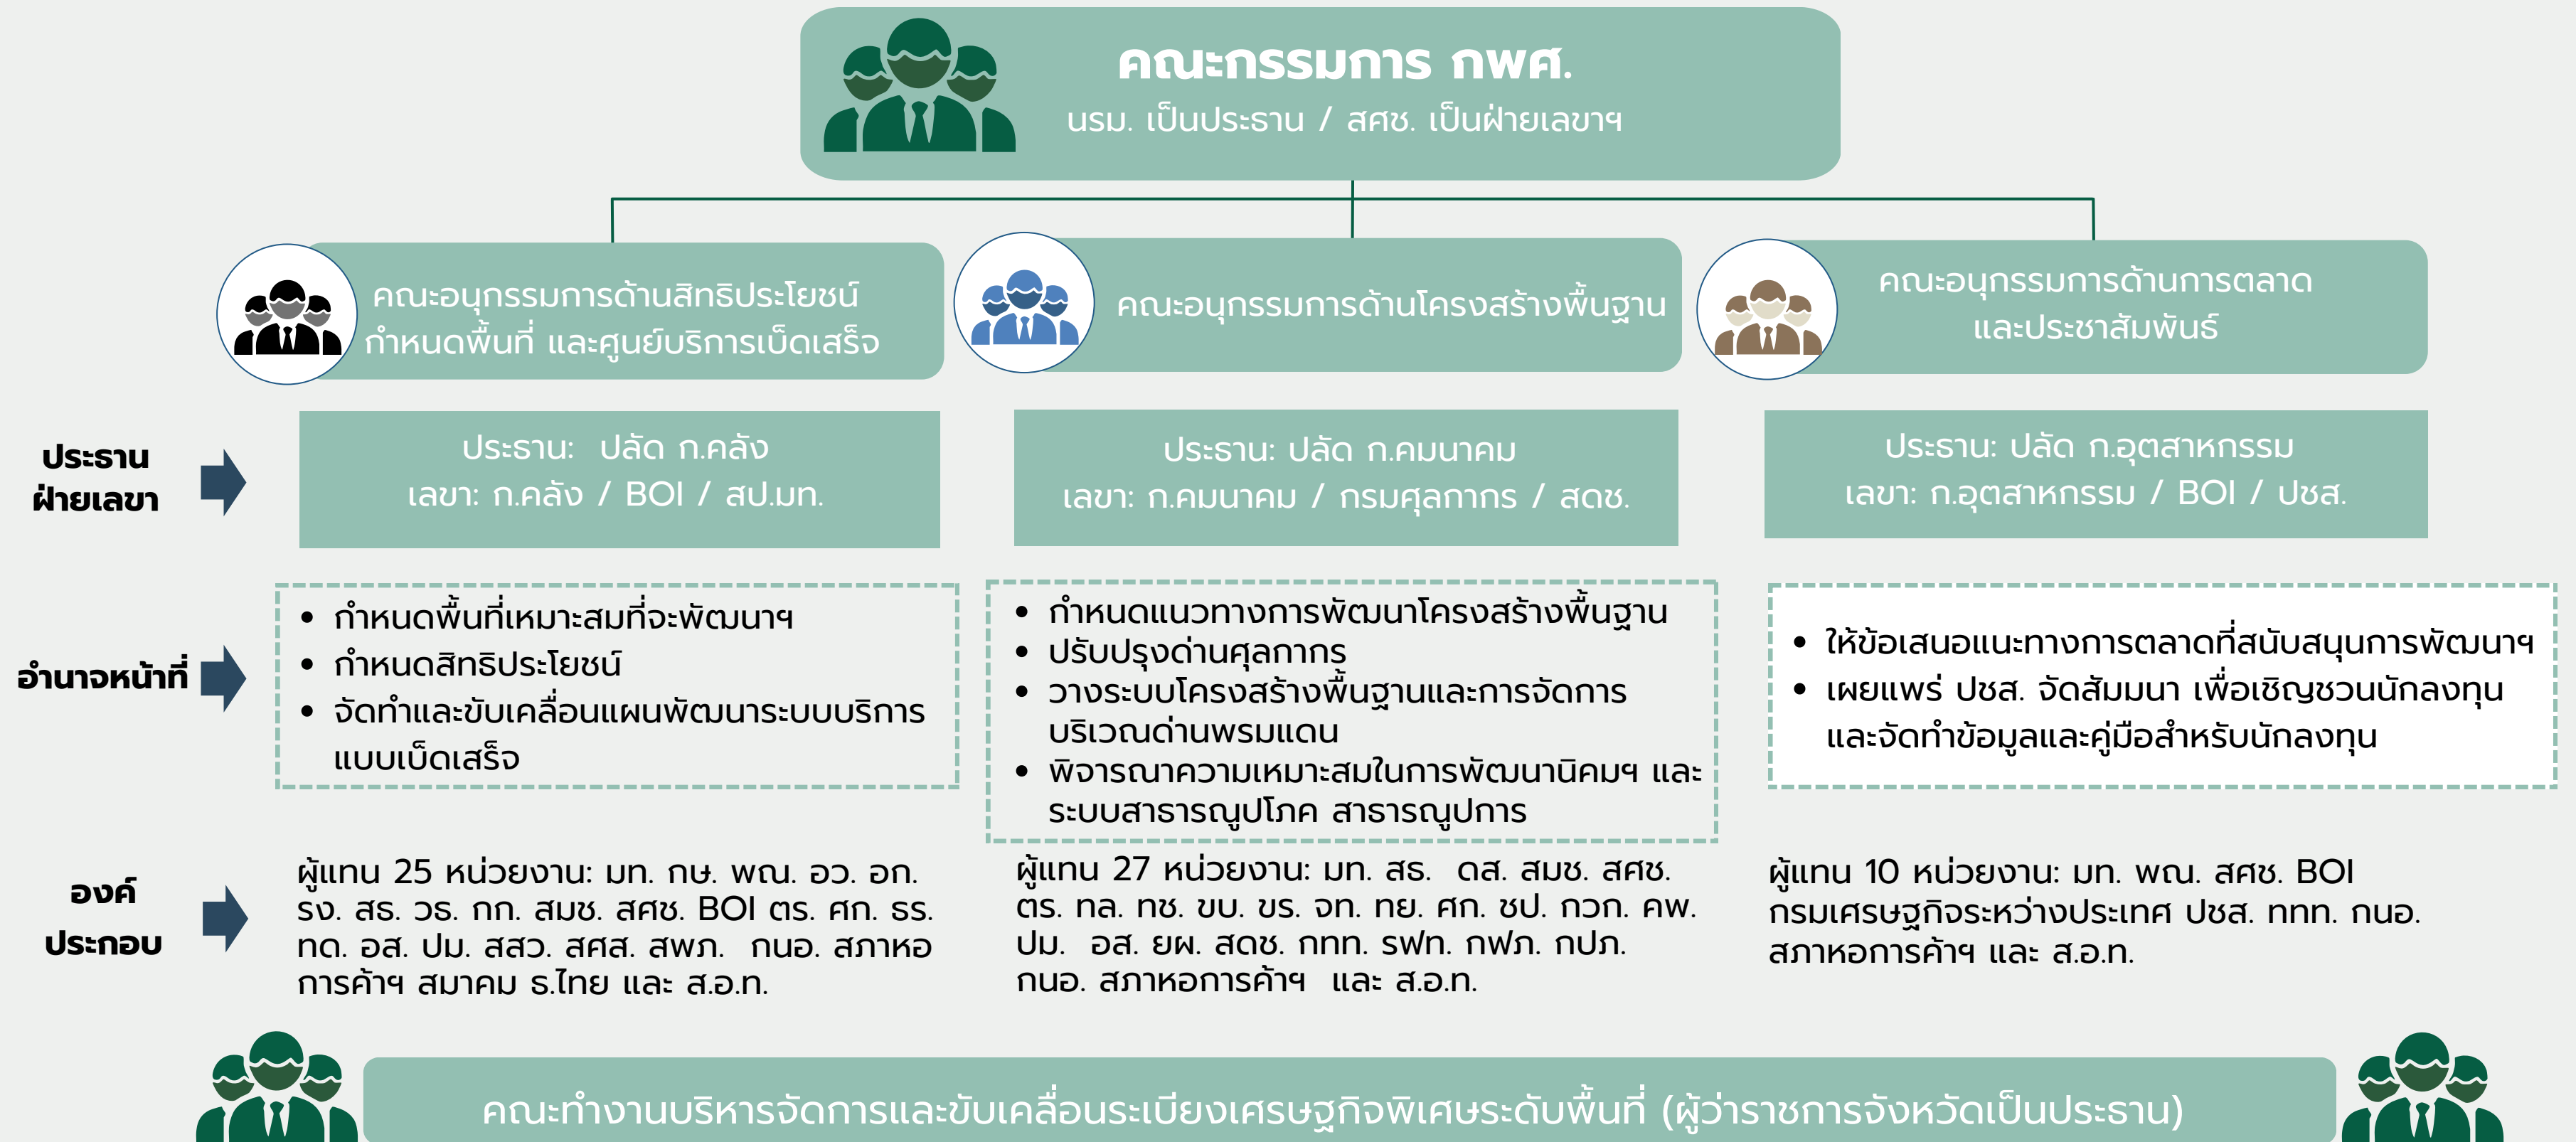 คณะกรรมการ กพศ.
นรม. เป็นประธาน / สศช. เป็นฝ่ายเลขาฯ
คณะอนุกรรมการด้านสิทธิประโยชน์
กำหนดพื้นที่ และศูนย์บริการเบ็ดเสร็จ
คณะอนุกรรมการด้านโครงสร้างพื้นฐาน
คณะอนุกรรมการด้านการตลาด
และประชาสัมพันธ์
ประธาน
ฝ่ายเลขา
ประธาน: ปลัด ก.คลัง
เลขา: ก.คลัง / BOI / สป.มท.
ประธาน: ปลัด ก.คมนาคม
เลขา: ก.คมนาคม / กรมศุลกากร / สดช.
ประธาน: ปลัด ก.อุตสาหกรรม
เลขา: ก.อุตสาหกรรม / BOI / ปชส.
อำนาจหน้าที่
• กำหนดพื้นที่เหมาะสมที่จะพัฒนาฯ
• กำหนดสิทธิประโยชน์
• จัดทำและขับเคลื่อนแผนพัฒนาระบบบริการ
แบบเบ็ดเสร็จ
• กำหนดแนวทางการพัฒนาโครงสร้างพื้นฐาน
• ปรับปรุงด่านศุลกากร
• วางระบบโครงสร้างพื้นฐานและการจัดการ
บริเวณด่านพรมแดน
• พิจารณาความเหมาะสมในการพัฒนานิคมฯ และ
ระบบสาธารณูปโภค สาธารณูปการ
• ให้ข้อเสนอแนะทางการตลาดที่สนับสนุนการพัฒนาฯ
• เผยแพร่ ปชส. จัดสัมมนา เพื่อเชิญชวนนักลงทุน
และจัดทำข้อมูลและคู่มือสำหรับนักลงทุน
องค์
ประกอบ
ผู้แทน 25 หน่วยงาน: มท. กษ. พณ. อว. อก.
รง. สธ. วธ. กก. สมช. สศช. BOI ตร. ศก. ธร.
ทด. อส. ปม. สสว. สศส. สพภ. กนอ. สภาหอ
การค้าฯ สมาคม ธ.ไทย และ ส.อ.ท.
ผู้แทน 27 หน่วยงาน: มท. สธ. ดส. สมช. สศช.
ตร. ทล. ทช. ขบ. ขร. จท. ทย. ศก. ชป. กวก. คพ.
ปม. อส. ยผ. สดช. กทท. รฟท. กฟภ. กปภ.
กนอ. สภาหอการค้าฯ และ ส.อ.ท.
ผู้แทน 10 หน่วยงาน: มท. พณ. สศช. BOI
กรมเศรษฐกิจระหว่างประเทศ ปชส. ททท. กนอ.
สภาหอการค้าฯ และ ส.อ.ท.
คณะทำงานบริหารจัดการและขับเคลื่อนระเบียงเศรษฐกิจพิเศษระดับพื้นที่ (ผู้ว่าราชการจังหวัดเป็นประธาน)